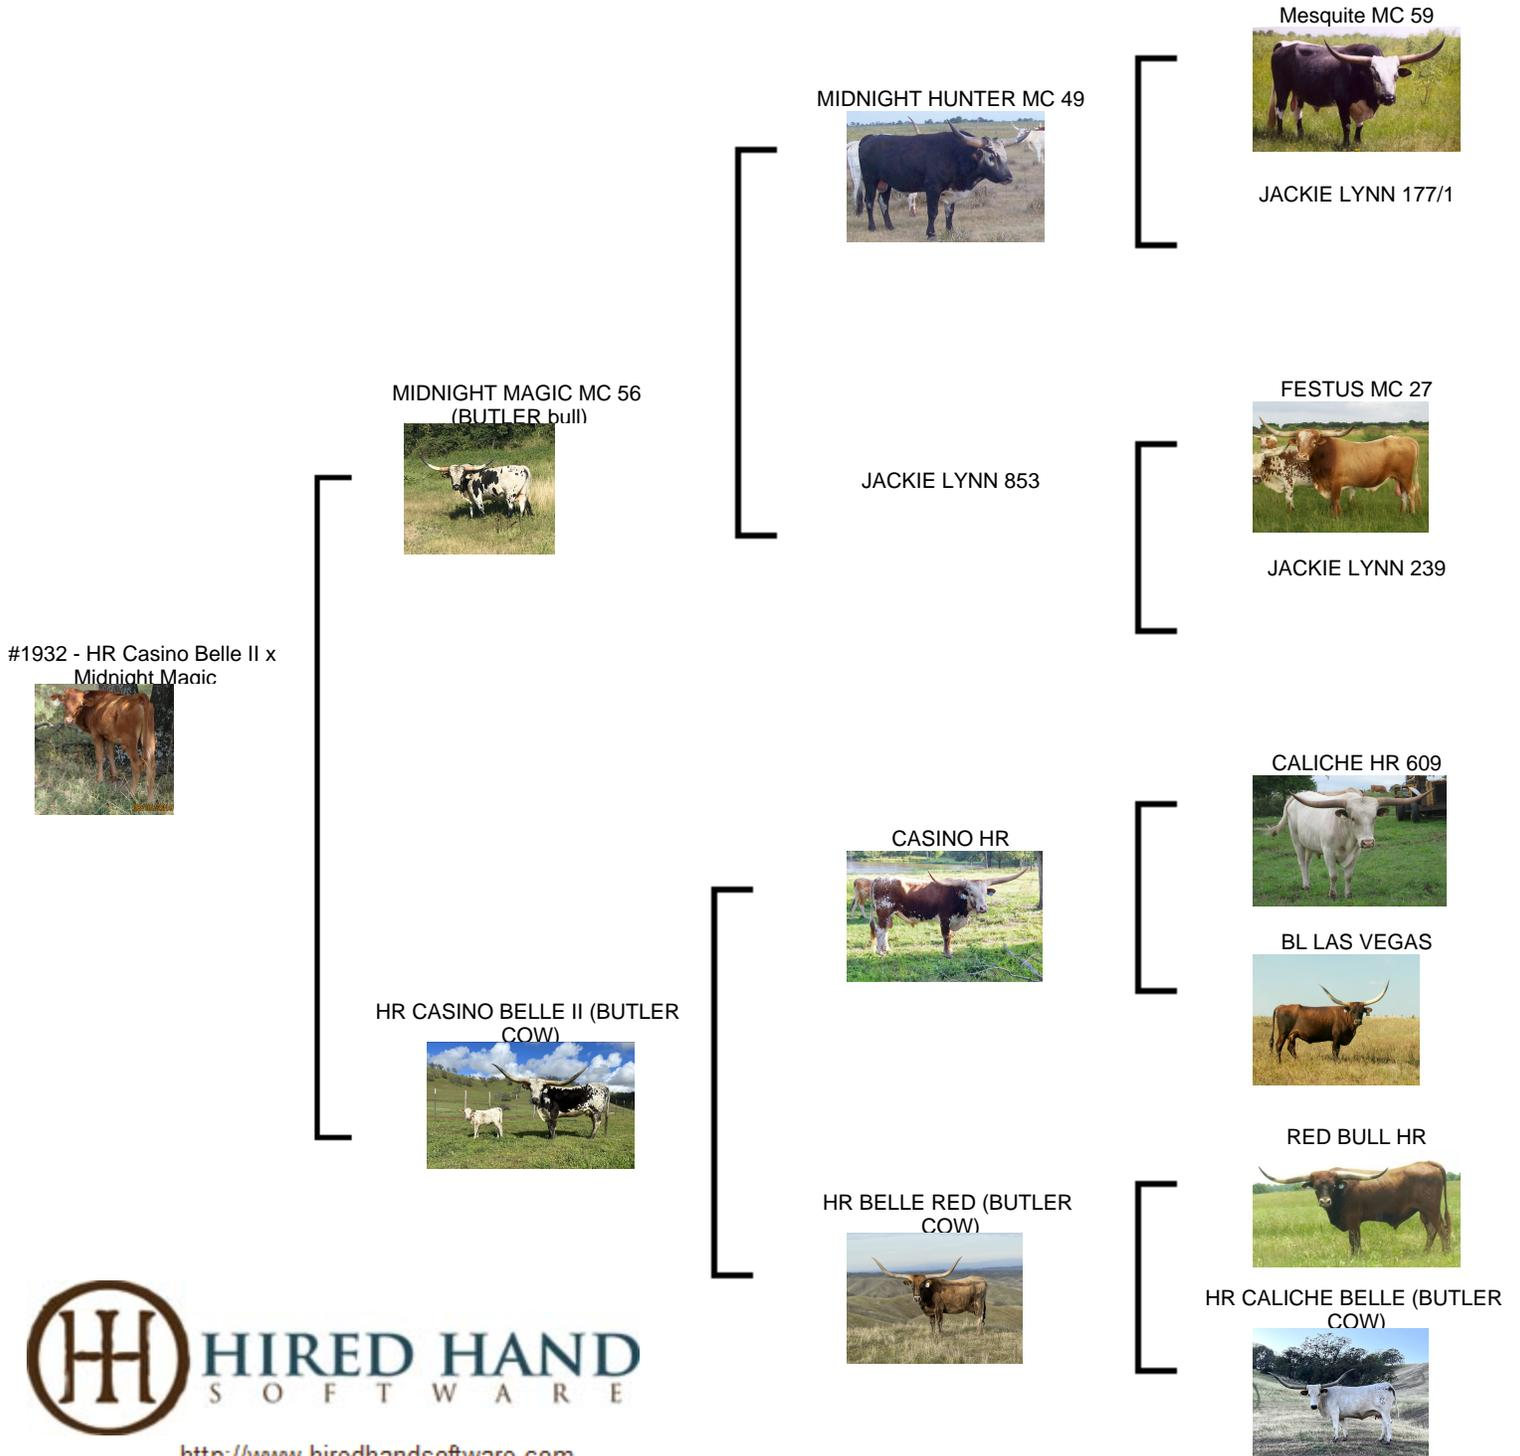 Mesquite MC 59
MIDNIGHT HUNTER MC 49
JACKIE LYNN 177/1
MIDNIGHT MAGIC MC 56
(BUTLER bull)
FESTUS MC 27
JACKIE LYNN 853
JACKIE LYNN 239
#1932 - HR Casino Belle II x
Midnight Magic
CALICHE HR 609
CASINO HR
BL LAS VEGAS
HR CASINO BELLE II (BUTLER
COW)
RED BULL HR
HR BELLE RED (BUTLER
COW)
HR CALICHE BELLE (BUTLER
COW)
HIRED HAND
SOFTWARE
http://www.hiredhandsoftware.com